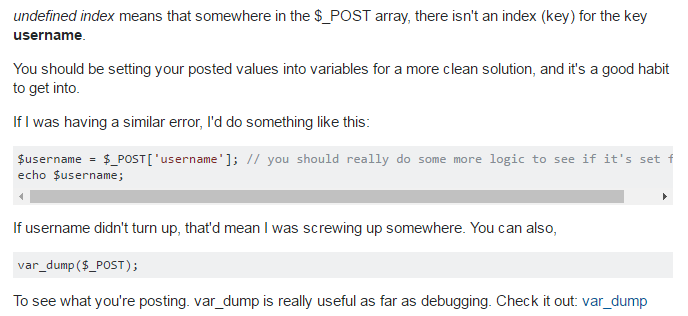 undefined index means that somewhere in the $_POST array, there isn't an index (key) for the key
username.
You should be setting your posted values into variables for a more clean solution, and it's a good habit
to get into.
If I was having a similar error, I'd do something like this:
$username = $_POST['username']; // you should really do some more logic to see if it's set
echo $username;
If username didn't turn up, that'd mean I was screwing up somewhere. You can also,
var_dump($_POST);
To see what you're posting. var_dump is really useful as far as debugging. Check it out: var_dump